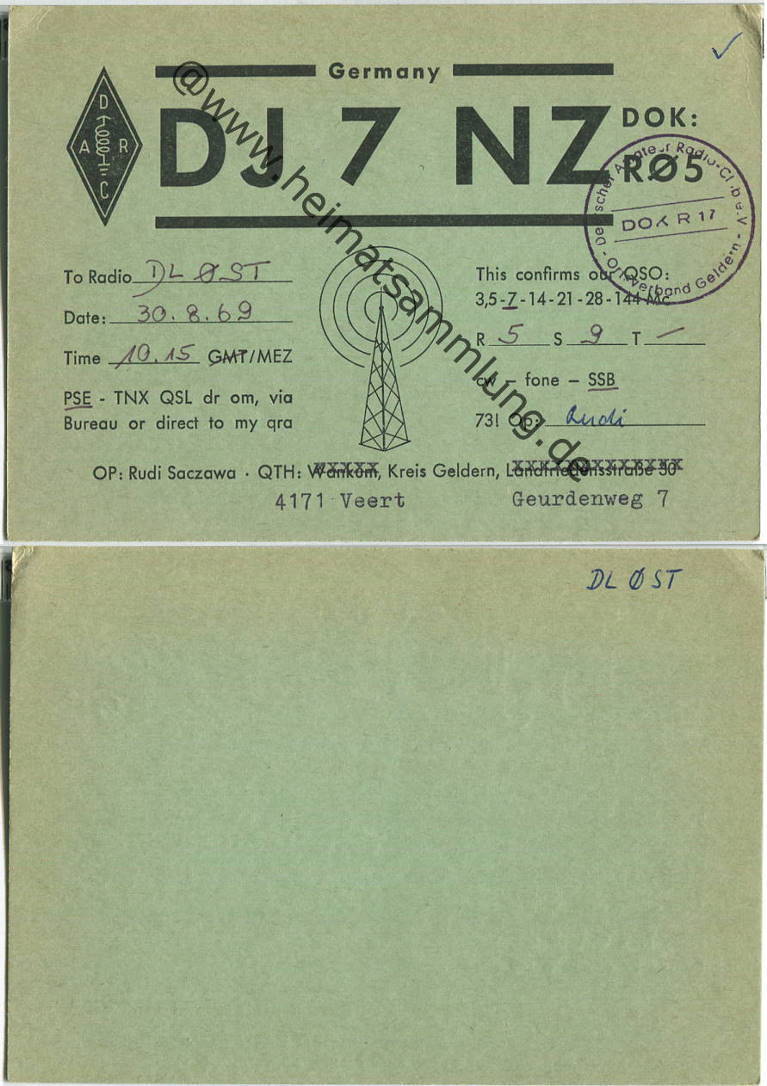 Germany
DARC
DJ 7 NZ
DOK:
RØ5
Deutscher Amateur Radio-Club e.V. - Ortsverband Geldern -
DOK R 17
To Radio DL ØST
Date: 30.8.69
Time 10.15 GMT/MEZ
PSE - TNX QSL dr om, via
Bureau or direct to my qra
This confirms our QSO:
3,5-7-14-21-28-144 Mc
R 5 S 9 T —
cw - fone - SSB
73! Op: Rudi
OP: Rudi Saczawa · QTH: Wankum, Kreis Geldern, Landfriedensstraße 50
4171 Veert Geurdenweg 7
@www.heimatsammlung.de
DL ØST